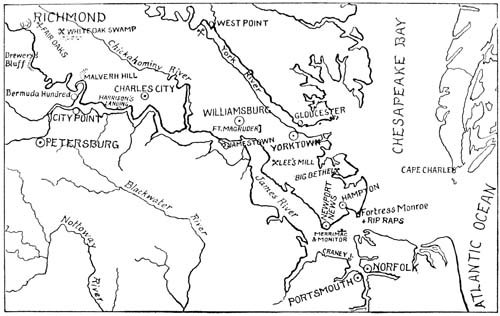 RICHMOND
FAIR OAKS
WHITE OAK SWAMP
WEST POINT
Drewerys
Bluff
Chickahominy River
York River
CHESAPEAKE BAY
MALVERN HILL
Bermuda Hundred
HARRISON'S
LANDING
CHARLES CITY
CITY POINT
WILLIAMSBURG
FT. MAGRUDER
GLOUCESTER
PETERSBURG
JAMESTOWN
YORKTOWN
LEE'S MILL
BIG BETHEL
CAPE CHARLES
Blackwater River
James River
HAMPTON
NEWPORT
NEWS
Fortress Monroe
RIP RAPS
MERRIMAC
& MONITOR
Nottoway River
CRANEY I.
NORFOLK
PORTSMOUTH
ATLANTIC OCEAN